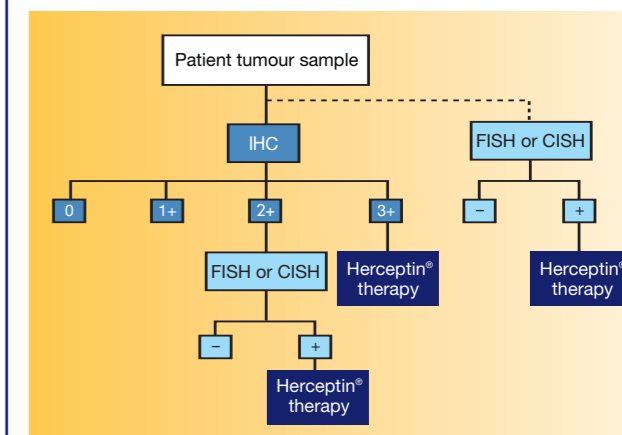 Patient tumour sample
IHC
FISH or CISH
0
1+
2+
3+
−
+
FISH or CISH
Herceptin®
therapy
Herceptin®
therapy
−
+
Herceptin®
therapy